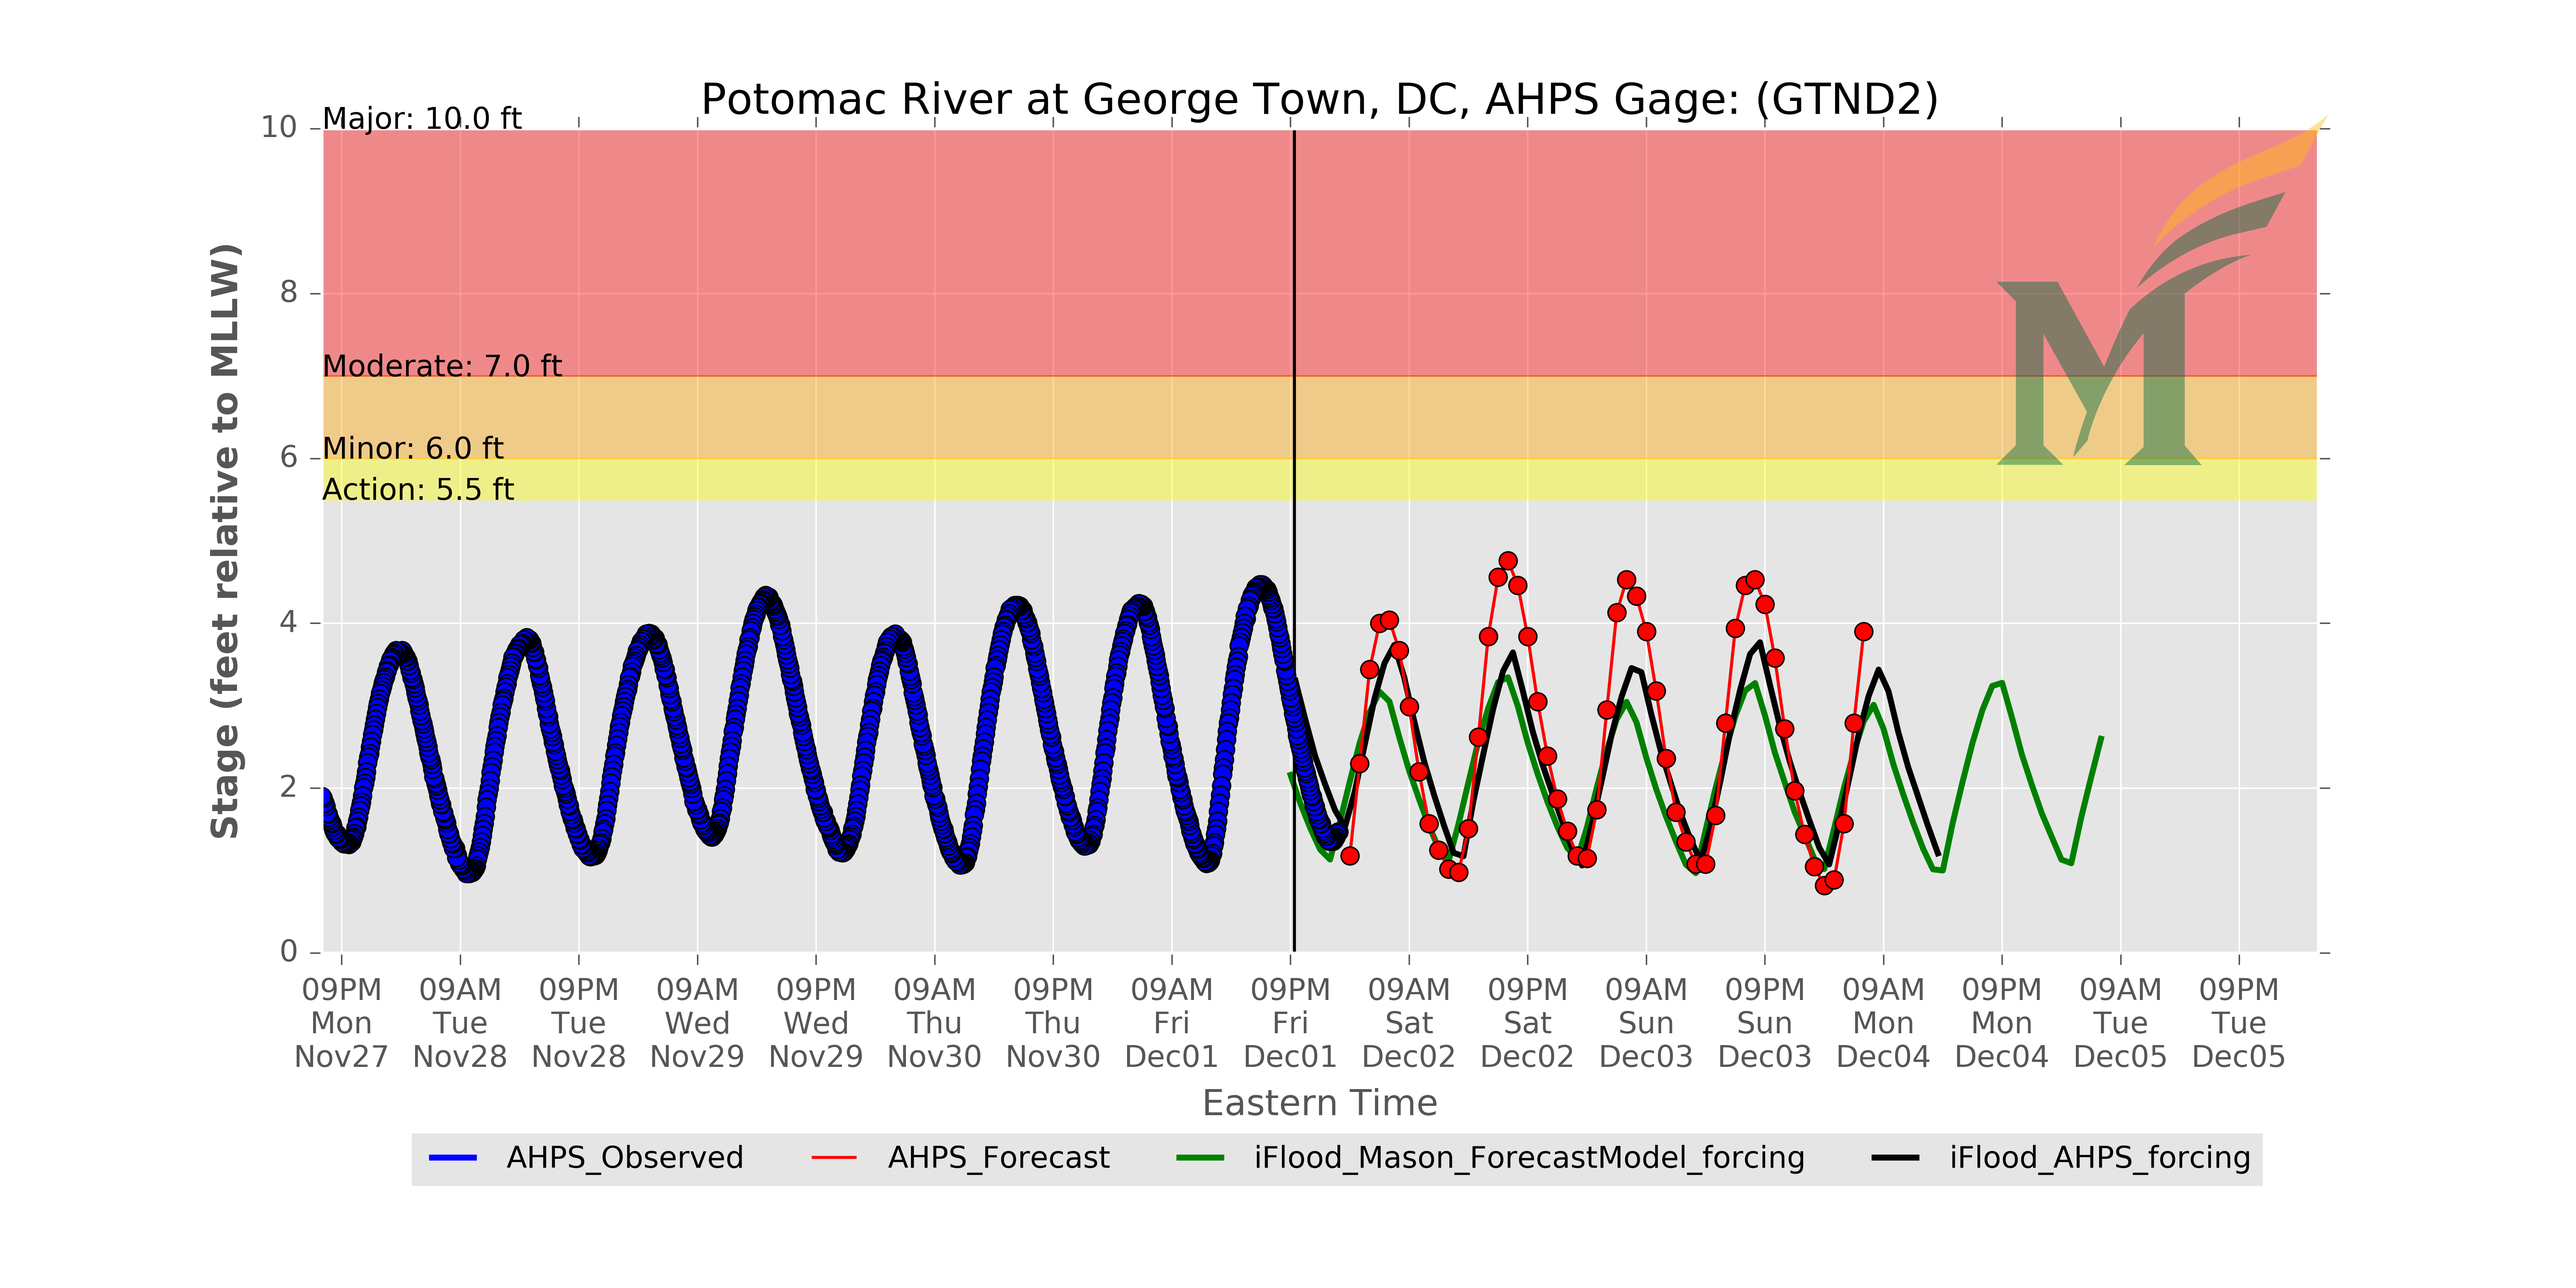 Potomac River at George Town, DC, AHPS Gage: (GTND2)
Major: 10.0 ft
Moderate: 7.0 ft
Minor: 6.0 ft
Action: 5.5 ft
10
8
6
4
2
0
Stage (feet relative to MLLW)
09PM 09AM 09PM 09AM 09PM 09AM 09PM 09AM 09PM 09AM 09PM 09AM 09PM 09AM 09PM 09AM 09PM
Mon Tue Tue Wed Wed Thu Thu Fri Fri Sat Sat Sun Sun Mon Mon Tue Tue
Nov27 Nov28 Nov28 Nov29 Nov29 Nov30 Nov30 Dec01 Dec01 Dec02 Dec02 Dec03 Dec03 Dec04 Dec04 Dec05 Dec05
Eastern Time
AHPS_Observed AHPS_Forecast iFlood_Mason_ForecastModel_forcing iFlood_AHPS_forcing